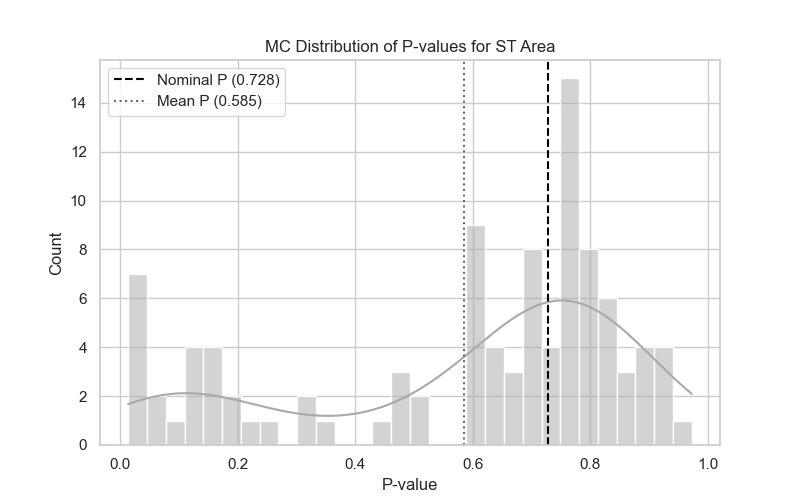 MC Distribution of P-values for ST Area
Nominal P (0.728)
Mean P (0.585)
14
12
10
8
6
4
2
0
Count
0.0 0.2 0.4 0.6 0.8 1.0
P-value